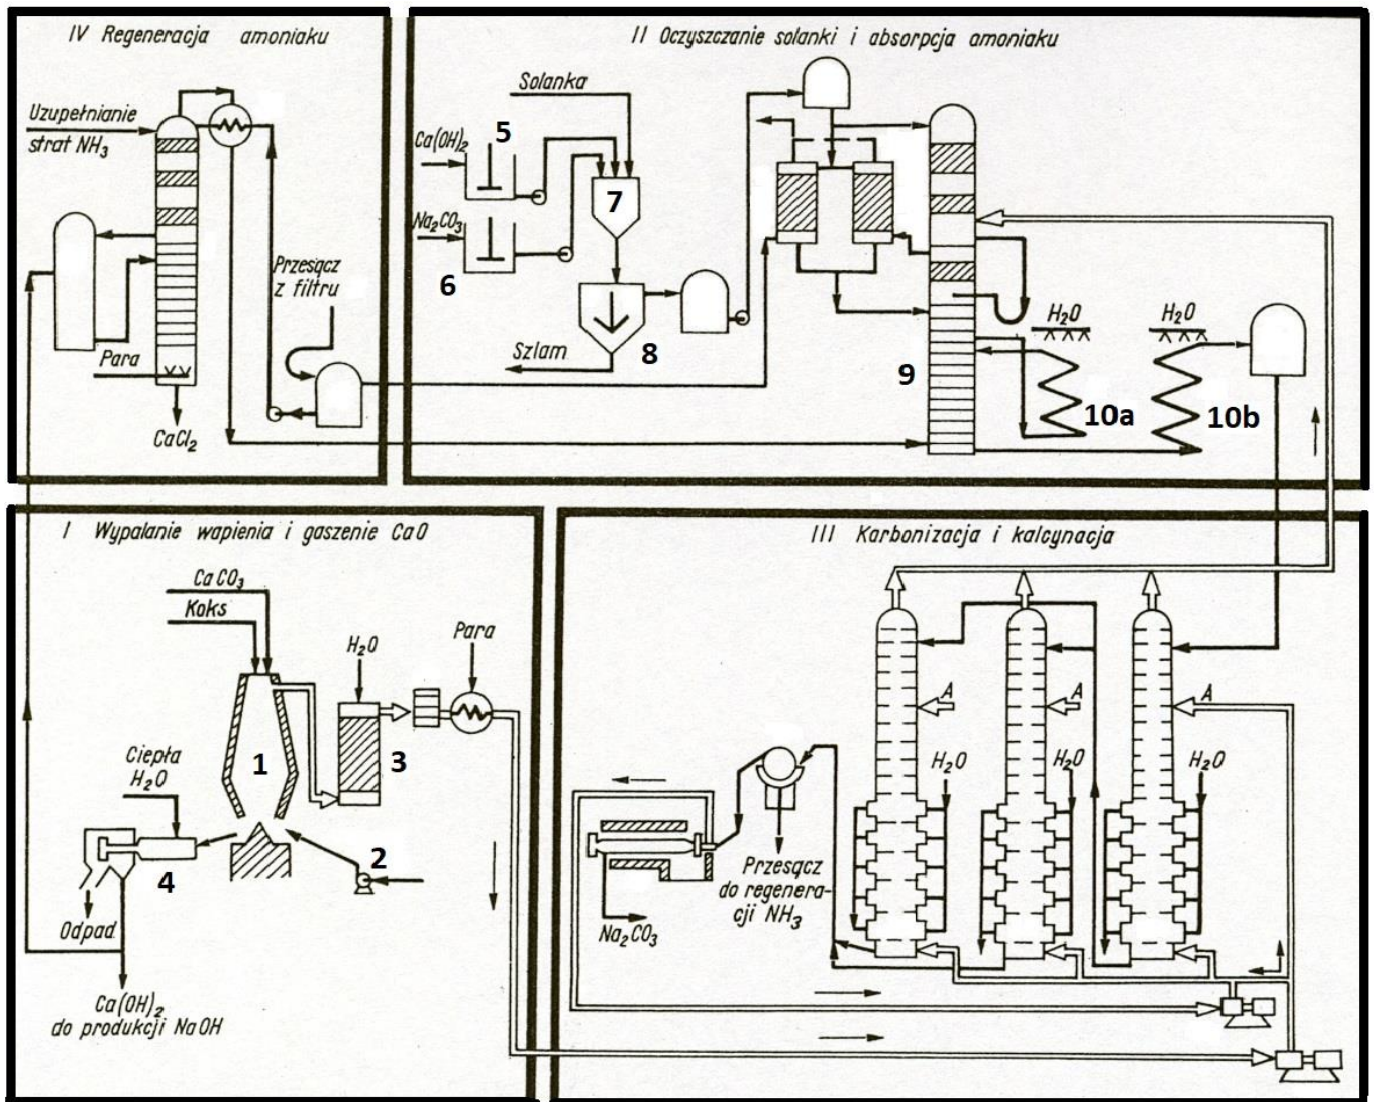 IV Regeneracja amoniaku
Uzupełnianie
strat NH3
Para
CaCl2
Przesącz
z filtru
II Oczyszczanie solanki i absorpcja amoniaku
Solanka
Ca(OH)2
5
Na2CO3
6
7
8
Szlam
9
H2O
10a
H2O
10b
I Wypalanie wapienia i gaszenie CaO
CaCO3
Koks
H2O
Para
1
3
Ciepła
H2O
2
4
Odpad
Ca(OH)2
do produkcji NaOH
III Karbonizacja i kalcynacja
A
A
A
H2O
H2O
H2O
Przesącz
do regenera-
cji NH3
Na2CO3